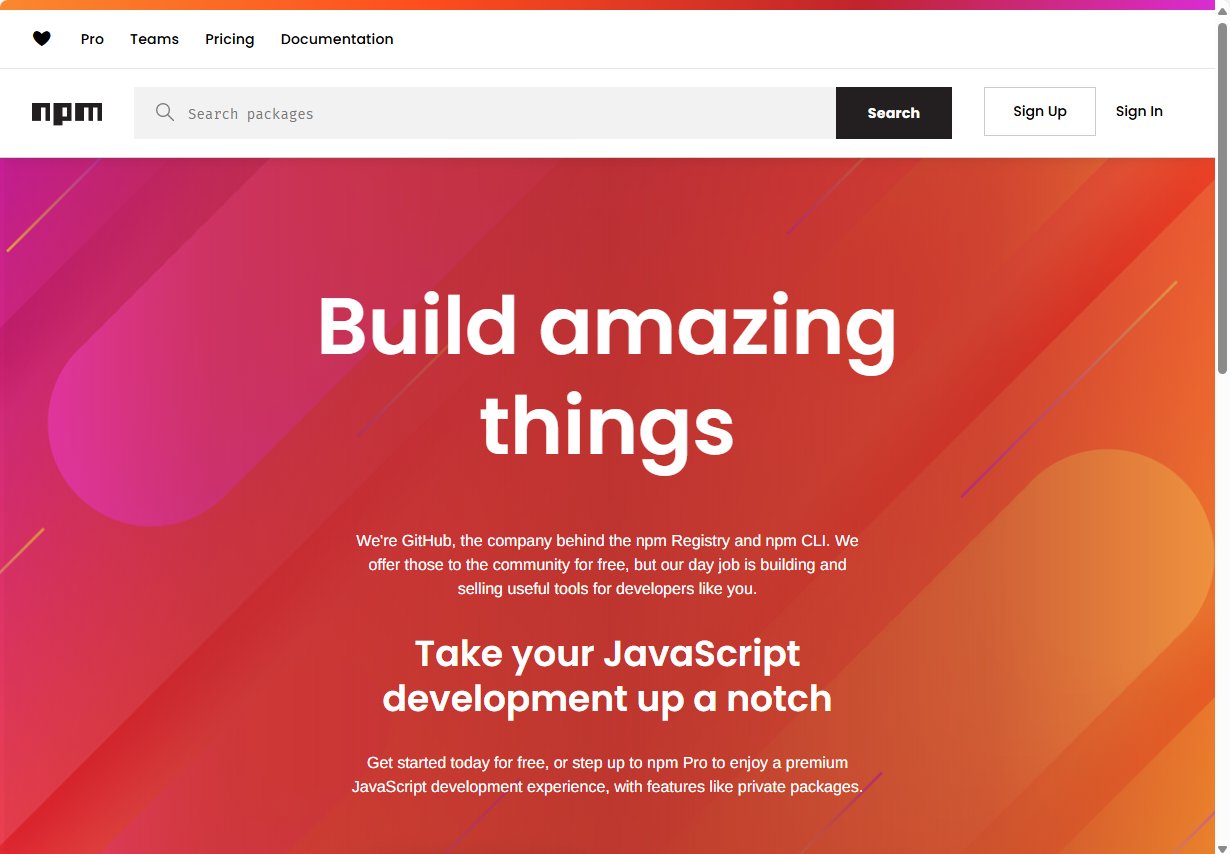 Pro Teams Pricing Documentation
npm Search packages Search Sign Up Sign In
Build amazing
things
We're GitHub, the company behind the npm Registry and npm CLI. We
offer those to the community for free, but our day job is building and
selling useful tools for developers like you.
Take your JavaScript
development up a notch
Get started today for free, or step up to npm Pro to enjoy a premium
JavaScript development experience, with features like private packages.